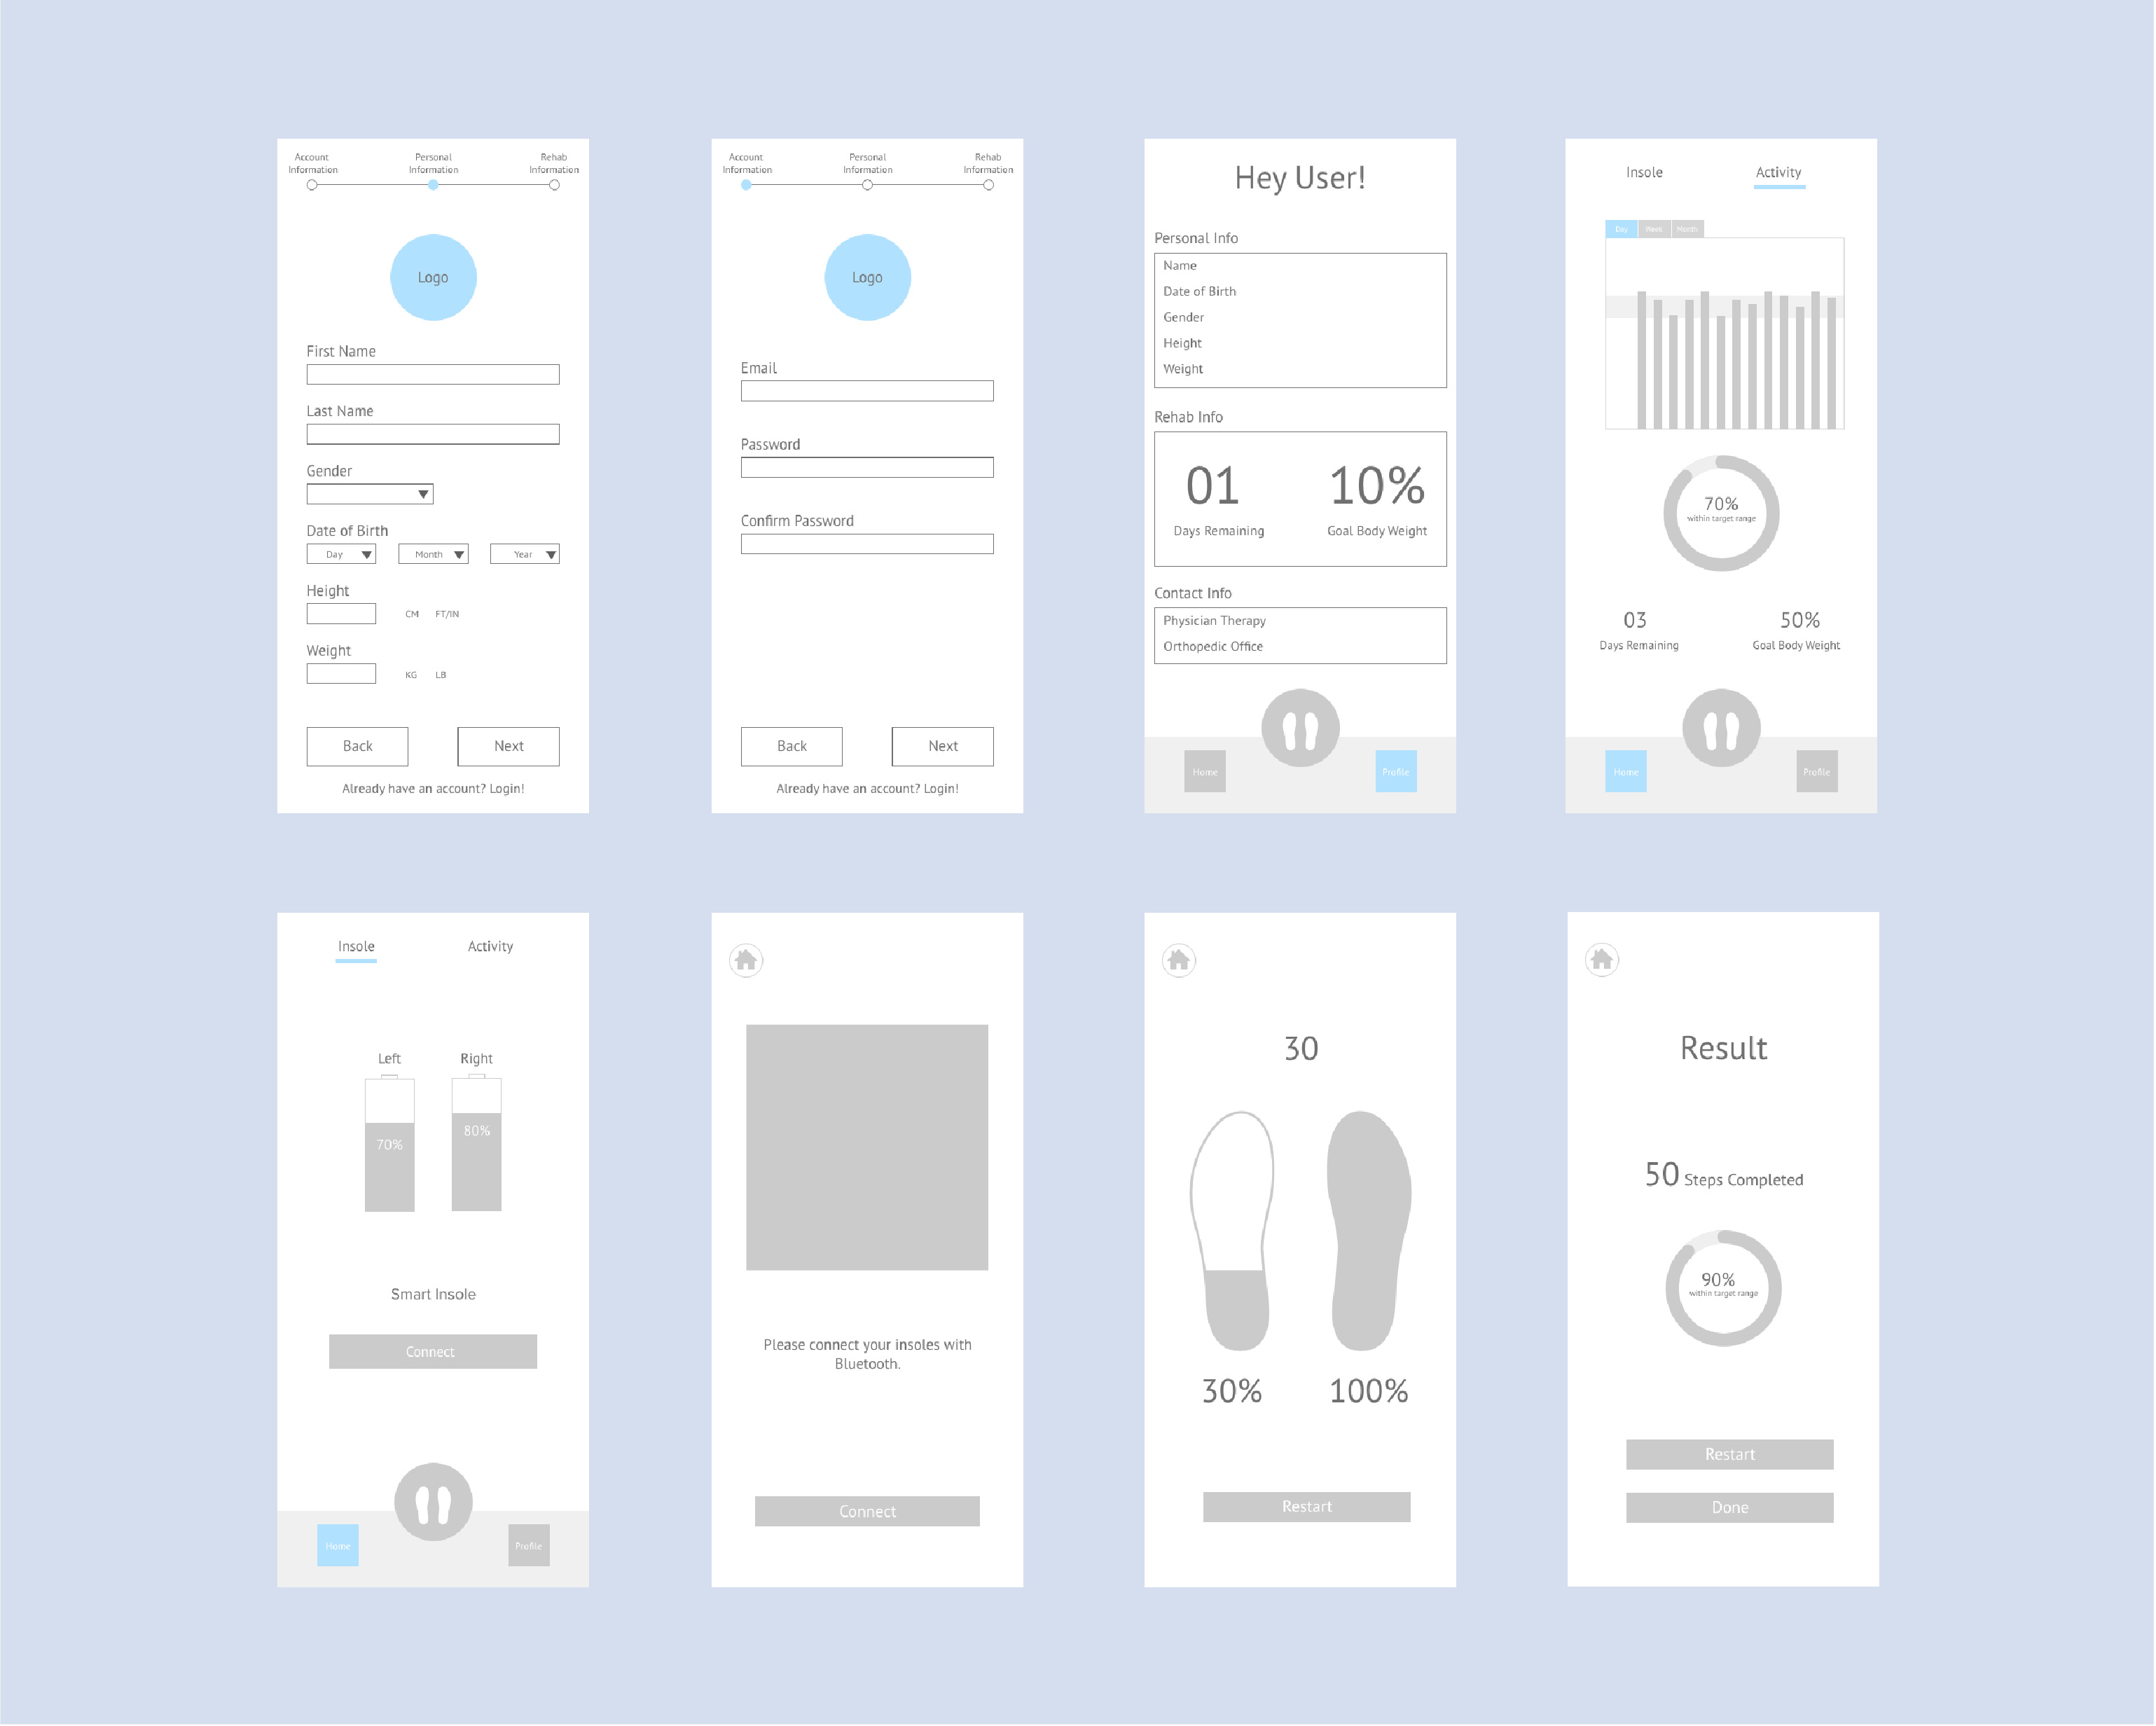 Account
Information
Personal
Information
Rehab
Information
Logo
First Name
Last Name
Gender
Date of Birth
Day
Month
Year
Height
CM FT/IN
Weight
KG LB
Back
Next
Already have an account? Login!
Account
Information
Personal
Information
Rehab
Information
Logo
Email
Password
Confirm Password
Back
Next
Already have an account? Login!
Hey User!
Personal Info
Name
Date of Birth
Gender
Height
Weight
Rehab Info
01
Days Remaining
10%
Goal Body Weight
Contact Info
Physician Therapy
Orthopedic Office
Home
Profile
Insole
Activity
Day
Week
Month
70%
within target range
03
Days Remaining
50%
Goal Body Weight
Home
Profile
Insole
Activity
Left
Right
70%
80%
Smart Insole
Connect
Home
Profile
Please connect your insoles with
Bluetooth.
Connect
30
30%
100%
Restart
Result
50 Steps Completed
90%
within target range
Restart
Done